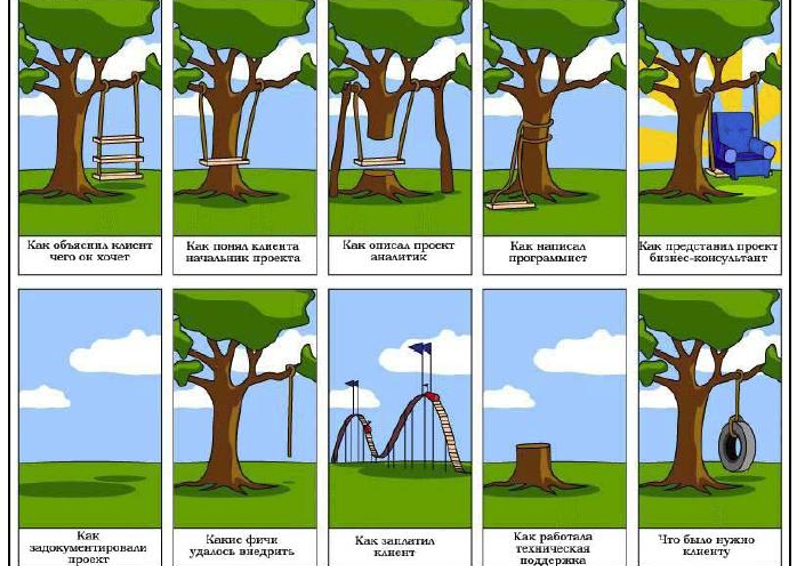 Как объяснил клиент
чего он хочет
Как понял клиента
начальник проекта
Как описал проект
аналитик
Как написал
программист
Как представил проект
бизнес-консультант
Как
задокументировали
проект
Какие фичи
удалось внедрить
Как заплатил
клиент
Как работала
техническая
поддержка
Что было нужно
клиенту